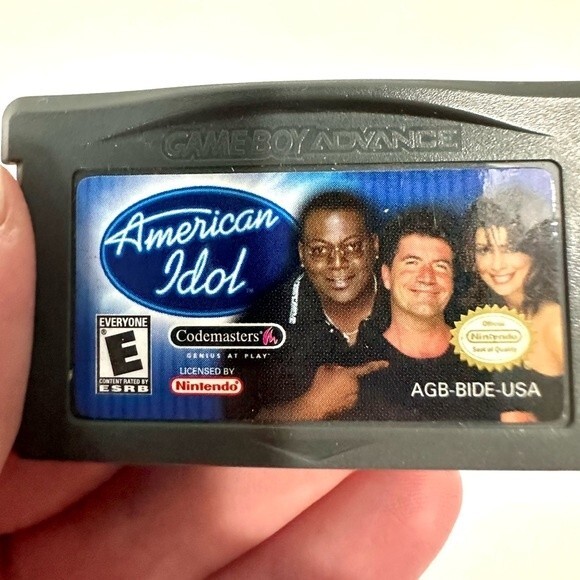 GAME BOY ADVANCE
American
Idol
EVERYONE
E
CONTENT RATED BY
ESRB
Codemasters
GENIUS AT PLAY
LICENSED BY
Nintendo
Official
Nintendo
Seal of Quality
AGB-BIDE-USA